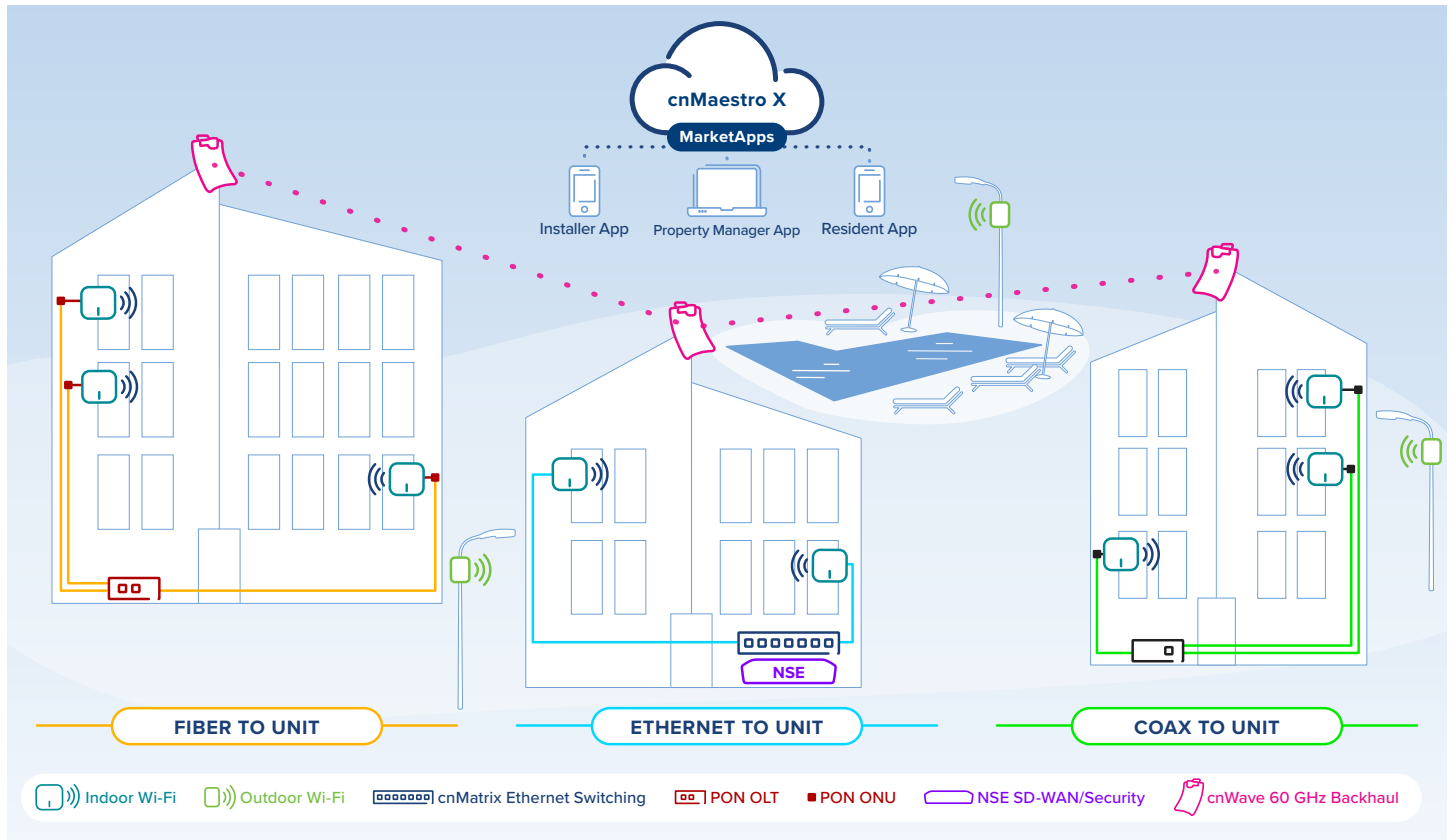 cnMaestro X
MarketApps
Installer App
Property Manager App
Resident App
NSE
FIBER TO UNIT
ETHERNET TO UNIT
COAX TO UNIT
Indoor Wi-Fi
Outdoor Wi-Fi
cnMatrix Ethernet Switching
PON OLT
PON ONU
NSE SD-WAN/Security
cnWave 60 GHz Backhaul